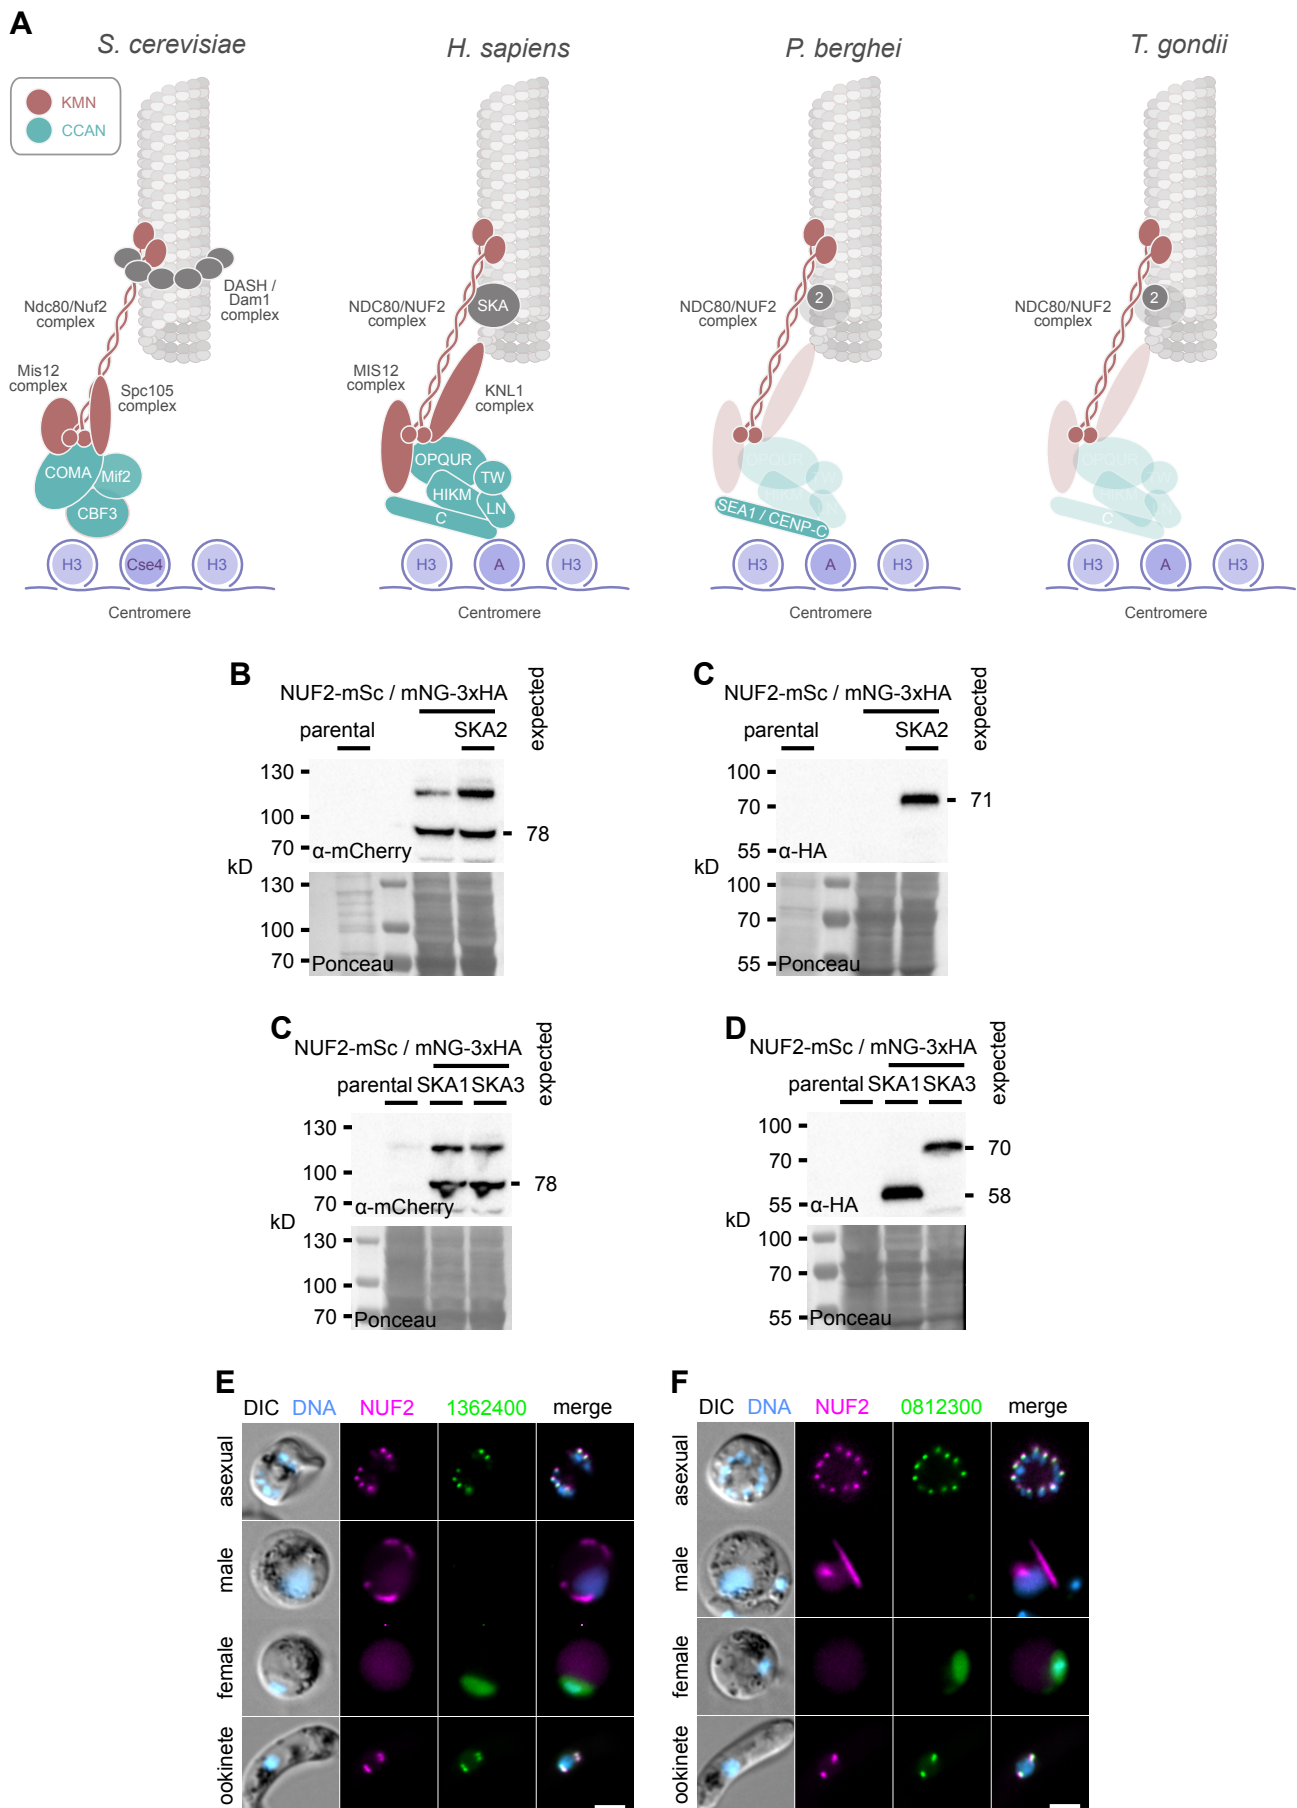 A
S. cerevisiae
H. sapiens
P. berghei
T. gondii
KMN
CCAN
Ndc80/Nuf2
complex
DASH /
Dam1
complex
Mis12
complex
Spc105
complex
COMA
Mif2
CBF3
H3
Cse4
H3
Centromere
NDC80/NUF2
complex
SKA
MIS12
complex
KNL1
complex
OPQUR
TW
HIKM
LN
C
H3
A
H3
Centromere
NDC80/NUF2
complex
2
OPQUR
TW
HIKM
SEA1 / CENP-C
H3
A
H3
Centromere
NDC80/NUF2
complex
2
OPQUR
TW
HIKM
C
H3
A
H3
Centromere
B
NUF2-mSc / mNG-3xHA
parental
SKA2
expected
130
100
70
α-mCherry
78
kD
130
100
70
Ponceau
C
NUF2-mSc / mNG-3xHA
parental
SKA2
expected
100
70
55
α-HA
71
kD
100
70
55
Ponceau
C
NUF2-mSc / mNG-3xHA
parental SKA1 SKA3
expected
130
100
70
α-mCherry
78
kD
130
100
70
Ponceau
D
NUF2-mSc / mNG-3xHA
parental SKA1 SKA3
expected
100
70
55
α-HA
70
58
kD
100
70
55
Ponceau
E
DIC DNA NUF2 1362400 merge
asexual
male
female
ookinete
F
DIC DNA NUF2 0812300 merge
asexual
male
female
ookinete